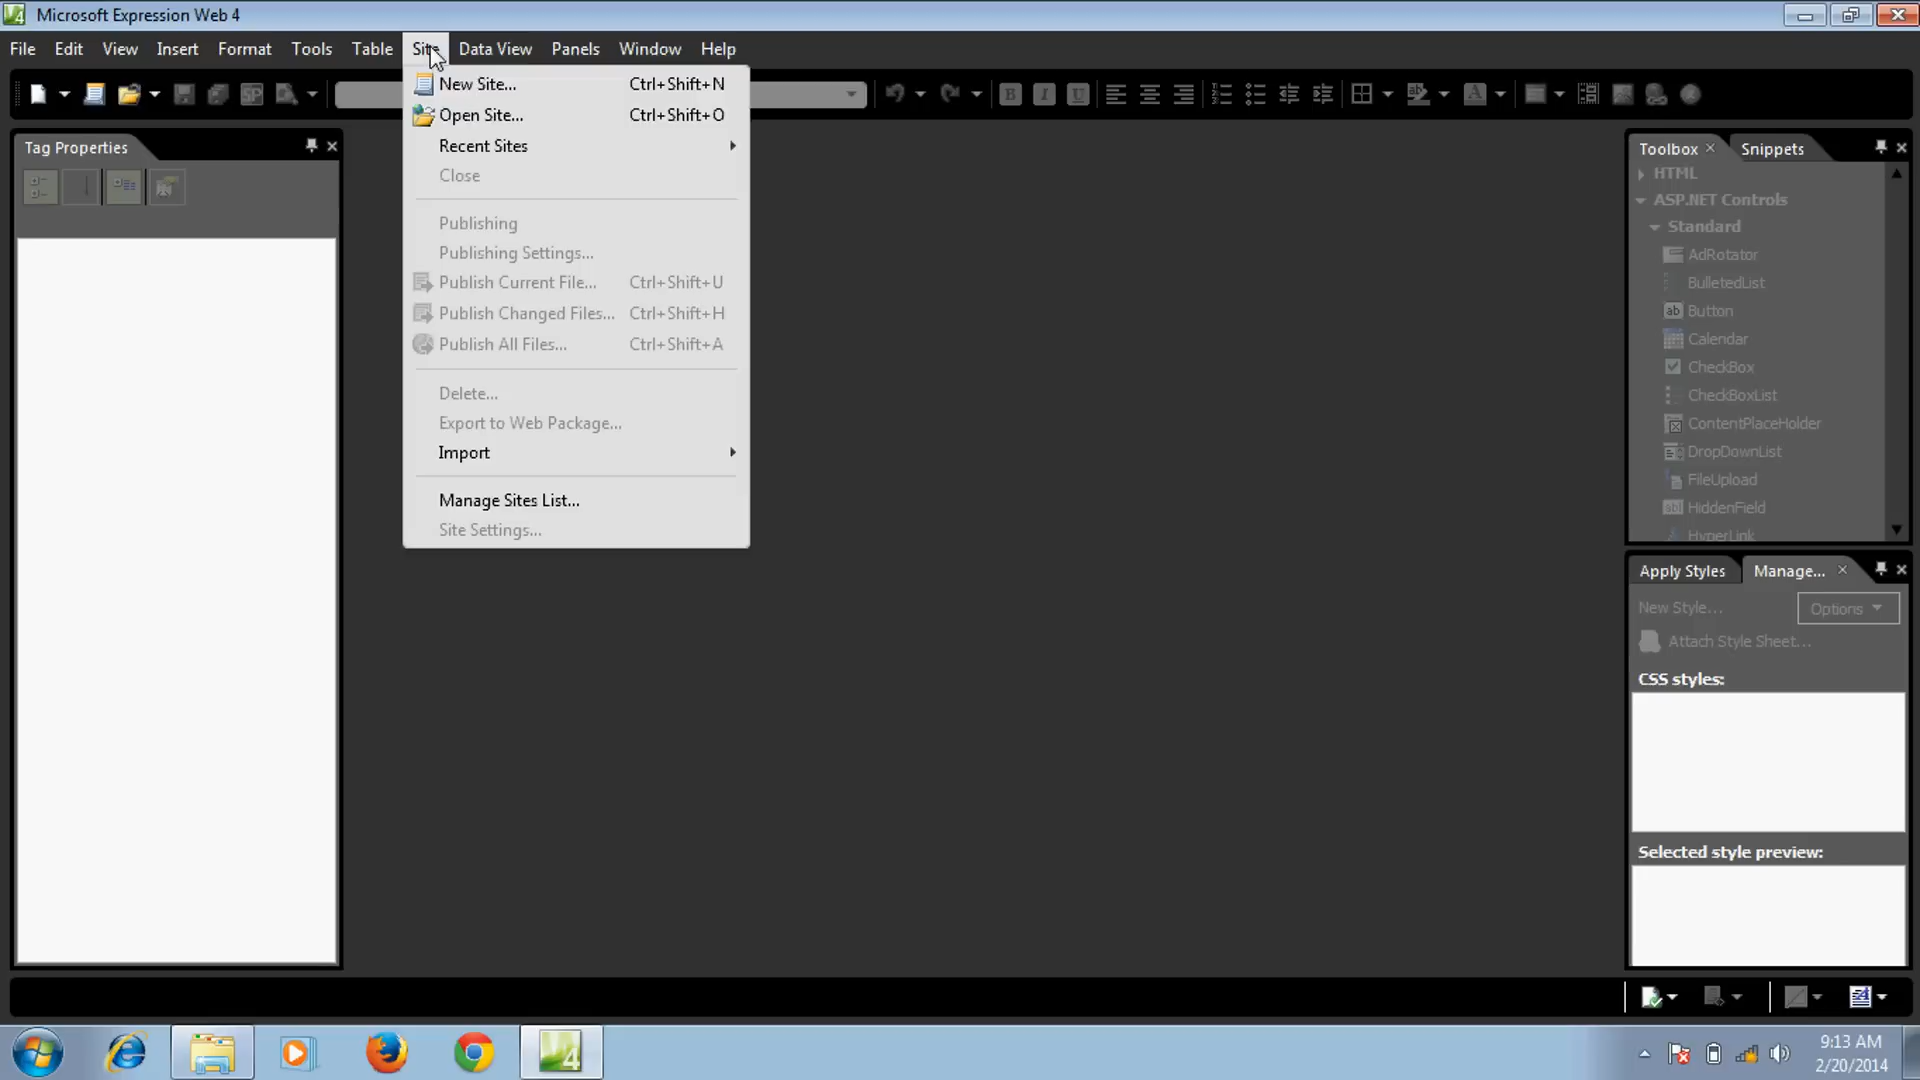 Microsoft Expression Web 4
File Edit View Insert Format Tools Table Site Data View Panels Window Help
New Site... Ctrl+Shift+N
Open Site... Ctrl+Shift+O
Recent Sites
Close
Publishing
Publishing Settings...
Publish Current File... Ctrl+Shift+U
Publish Changed Files... Ctrl+Shift+H
Publish All Files... Ctrl+Shift+A
Delete...
Export to Web Package...
Import
Manage Sites List...
Site Settings...
Tag Properties
Toolbox Snippets
HTML
ASP.NET Controls
Standard
AdRotator
BulletedList
Button
Calendar
CheckBox
CheckBoxList
ContentPlaceHolder
DropDownList
FileUpload
HiddenField
HyperLink
Apply Styles Manage...
New Style... Options
Attach Style Sheet...
CSS styles:
Selected style preview:
9:13 AM
2/20/2014